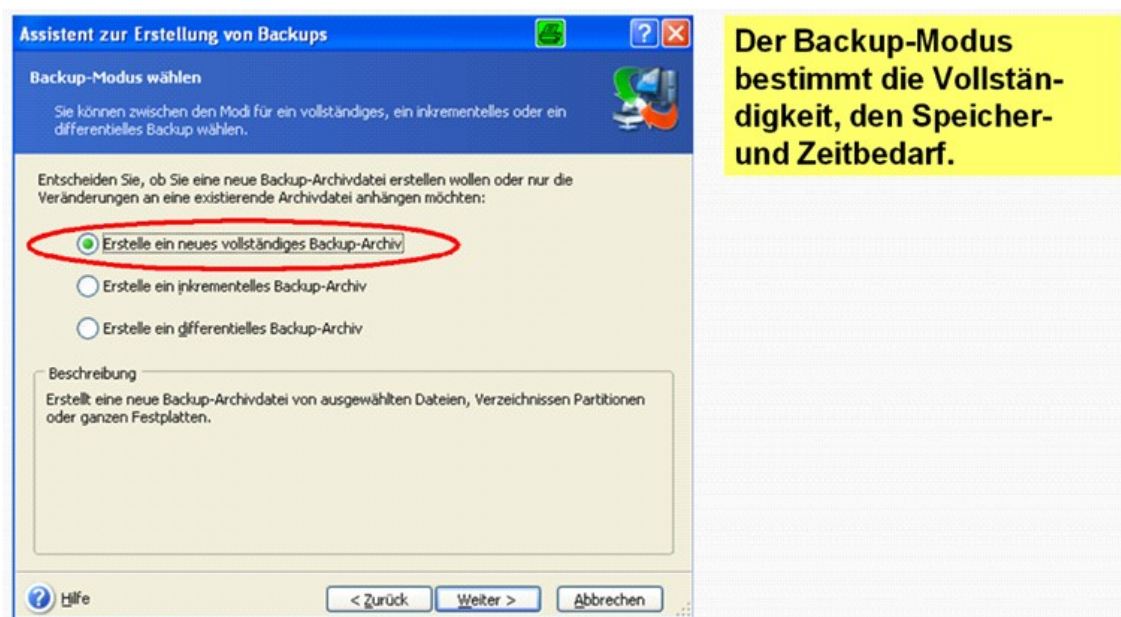 Assistent zur Erstellung von Backups
Backup-Modus wählen
Sie können zwischen den Modi für ein vollständiges, ein inkrementelles oder ein
differentielles Backup wählen.
Entscheiden Sie, ob Sie eine neue Backup-Archivdatei erstellen wollen oder nur die
Veränderungen an eine existierende Archivdatei anhängen möchten:
Erstelle ein neues vollständiges Backup-Archiv
Erstelle ein inkrementelles Backup-Archiv
Erstelle ein differentielles Backup-Archiv
Beschreibung
Erstellt eine neue Backup-Archivdatei von ausgewählten Dateien, Verzeichnissen Partitionen
oder ganzen Festplatten.
Hilfe
< Zurück
Weiter >
Abbrechen
Der Backup-Modus
bestimmt die Vollstän-
digkeit, den Speicher-
und Zeitbedarf.